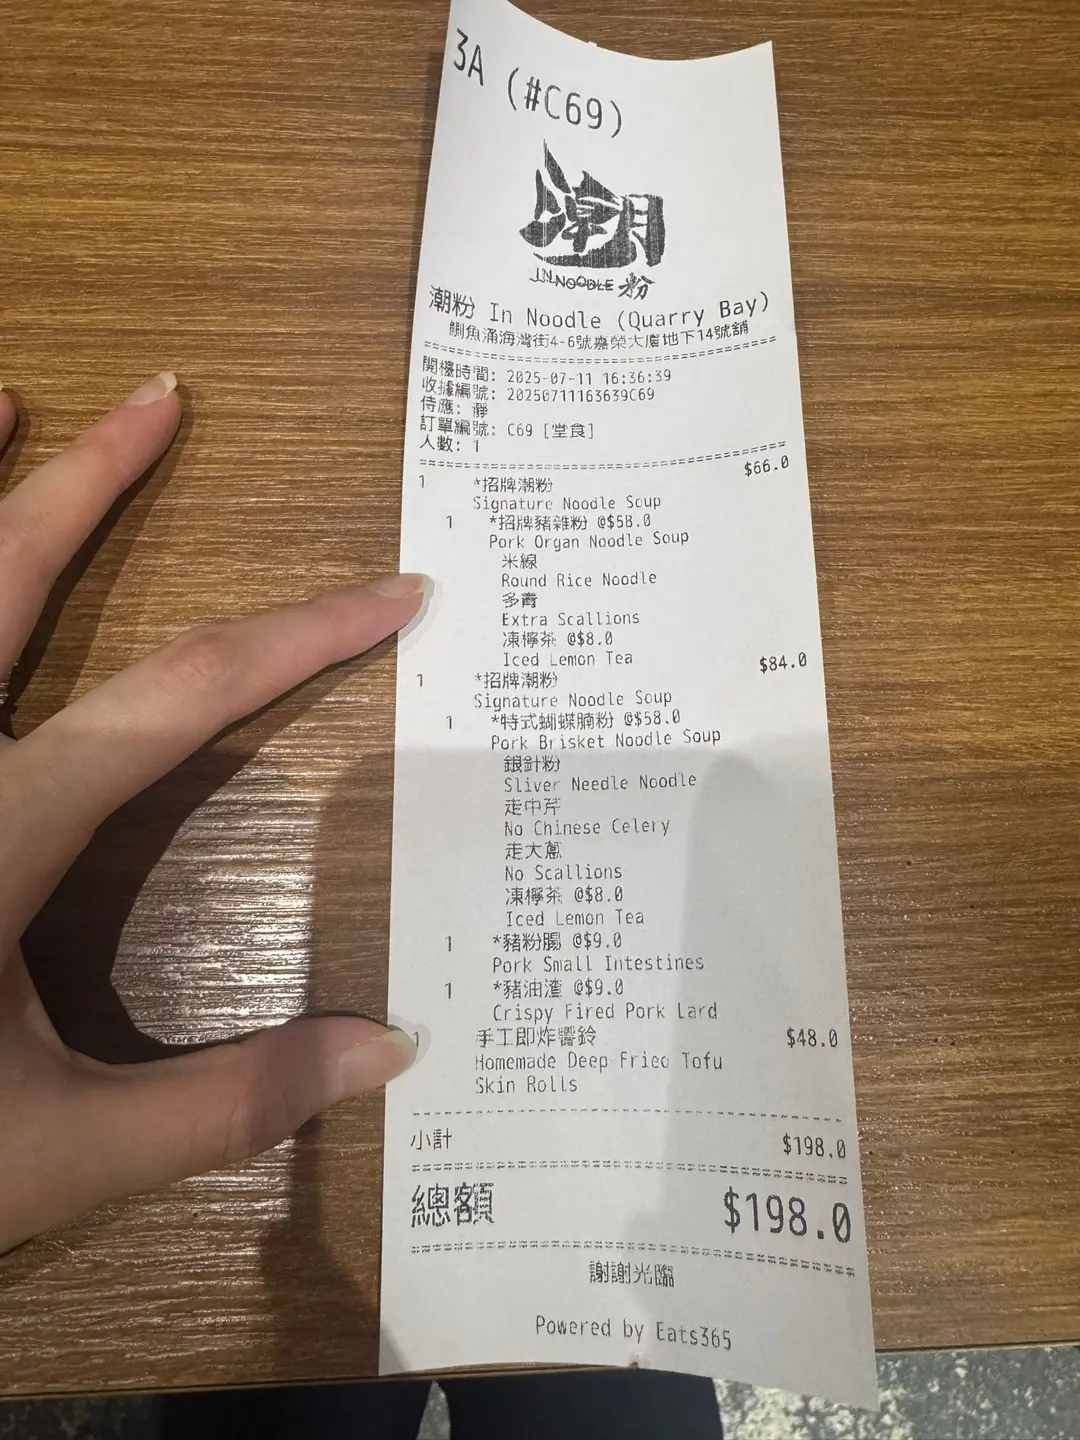 3A (#C69)
潮
IN NOODLE 粉
潮粉 In Noodle (Quarry Bay)
鰂魚涌海灣街4-6號嘉榮大廈地下14號舖
開檯時間: 2025-07-11 16:36:39
收據編號: 20250711163639C69
侍應: 靜
訂單編號: C69 [堂食]
人數: 1
1 *招牌潮粉 $66.0
Signature Noodle Soup
1 *招牌豬雜粉 @$58.0
Pork Organ Noodle Soup
米線
Round Rice Noodle
多青
Extra Scallions
凍檸茶 @$8.0
Iced Lemon Tea
1 *招牌潮粉 $84.0
Signature Noodle Soup
1 *特式蝴蝶腩粉 @$58.0
Pork Brisket Noodle Soup
銀針粉
Sliver Needle Noodle
走中芹
No Chinese Celery
走大蔥
No Scallions
凍檸茶 @$8.0
Iced Lemon Tea
1 *豬粉腸 @$9.0
Pork Small Intestines
1 *豬油渣 @$9.0
Crispy Fired Pork Lard
1 手工即炸響鈴 $48.0
Homemade Deep Fried Tofu
Skin Rolls
小計 $198.0
總額 $198.0
謝謝光臨
Powered by Eats365